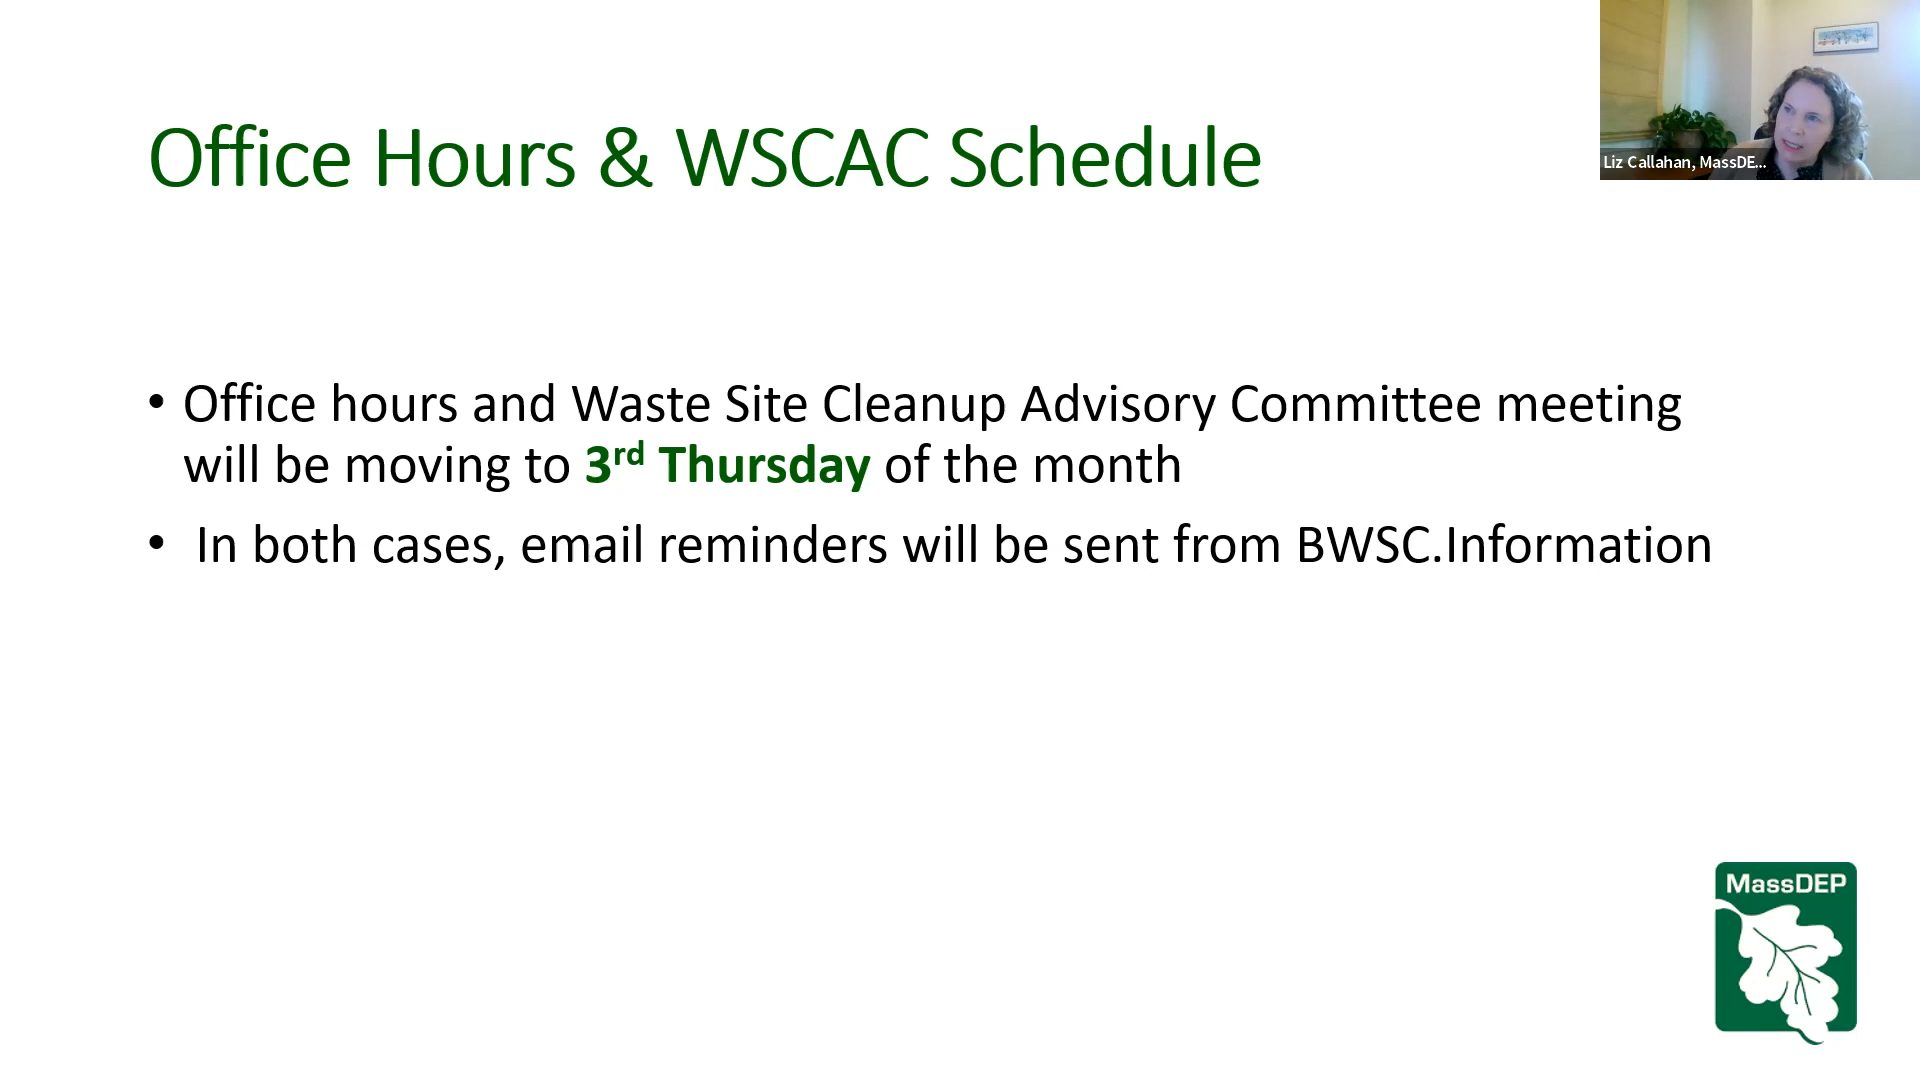 Office Hours & WSCAC Schedule
Liz Callahan, MassDE...
• Office hours and Waste Site Cleanup Advisory Committee meeting
will be moving to 3rd Thursday of the month
• In both cases, email reminders will be sent from BWSC.Information
MassDEP